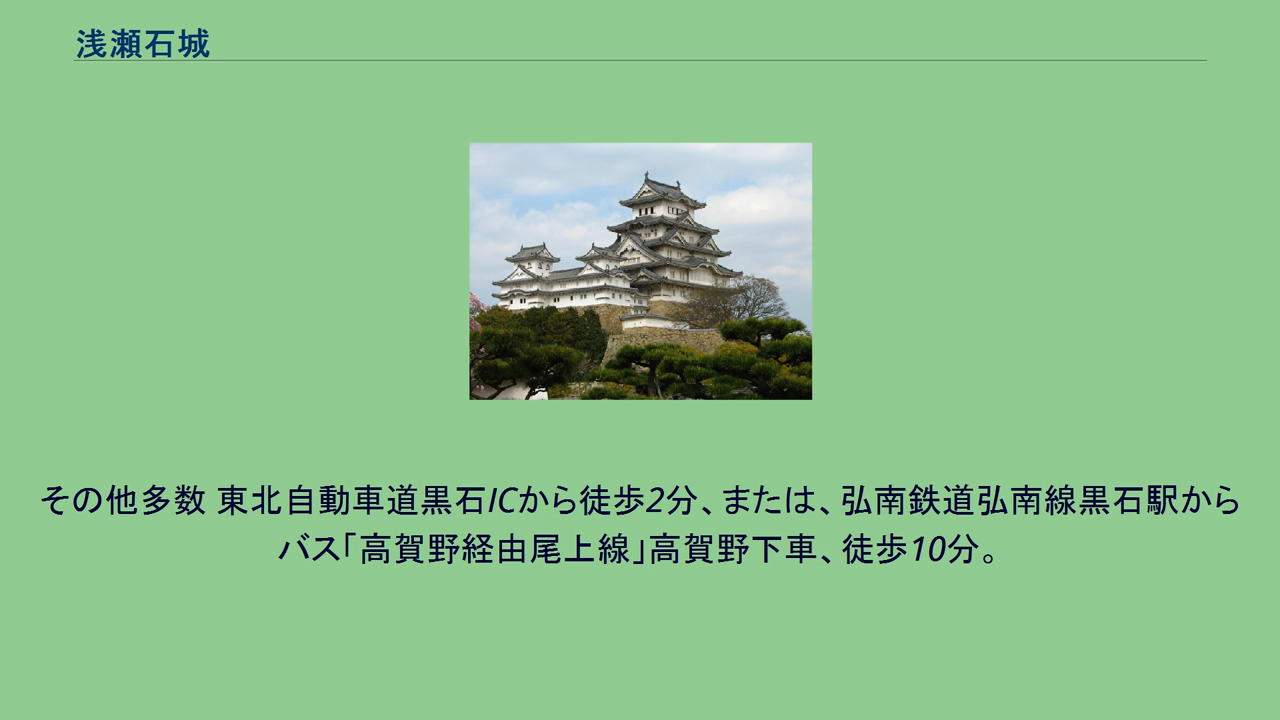 浅瀬石城
その他多数 東北自動車道黒石ICから徒歩2分、または、弘南鉄道弘南線黒石駅から
バス「高賀野経由尾上線」高賀野下車、徒歩10分。